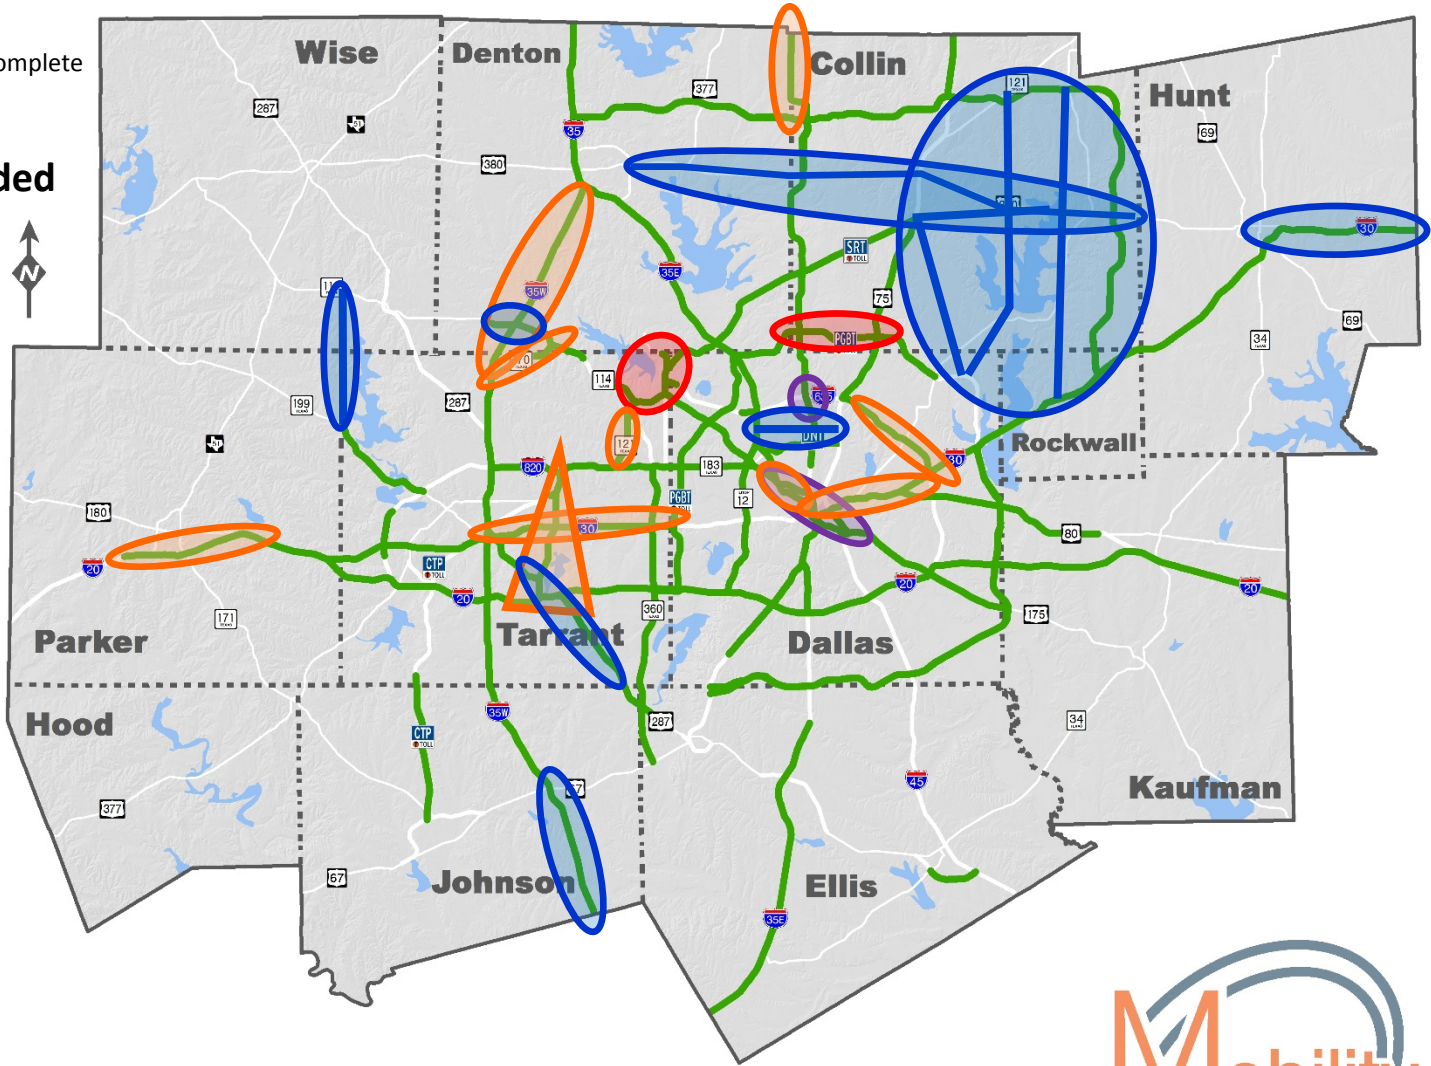 omplete
ded
N
Wise
Denton
Collin
Hunt
Rockwall
Parker
Tarrant
Dallas
Hood
Johnson
Ellis
Kaufman
287
377
121
69
35
380
35W
35E
SRT
TOLL
75
30
69
34
PGBT
114
199
287
635
DNT
30
820
183
PGBT
TOLL
12
180
30
80
20
CTP
TOLL
20
20
20
171
360
175
35W
287
34
CTP
TOLL
45
377
67
67
35E
Mobility